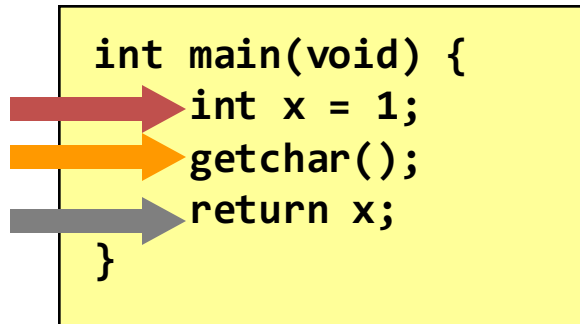 int main(void) {
    int x = 1;
    getchar();
    return x;
}